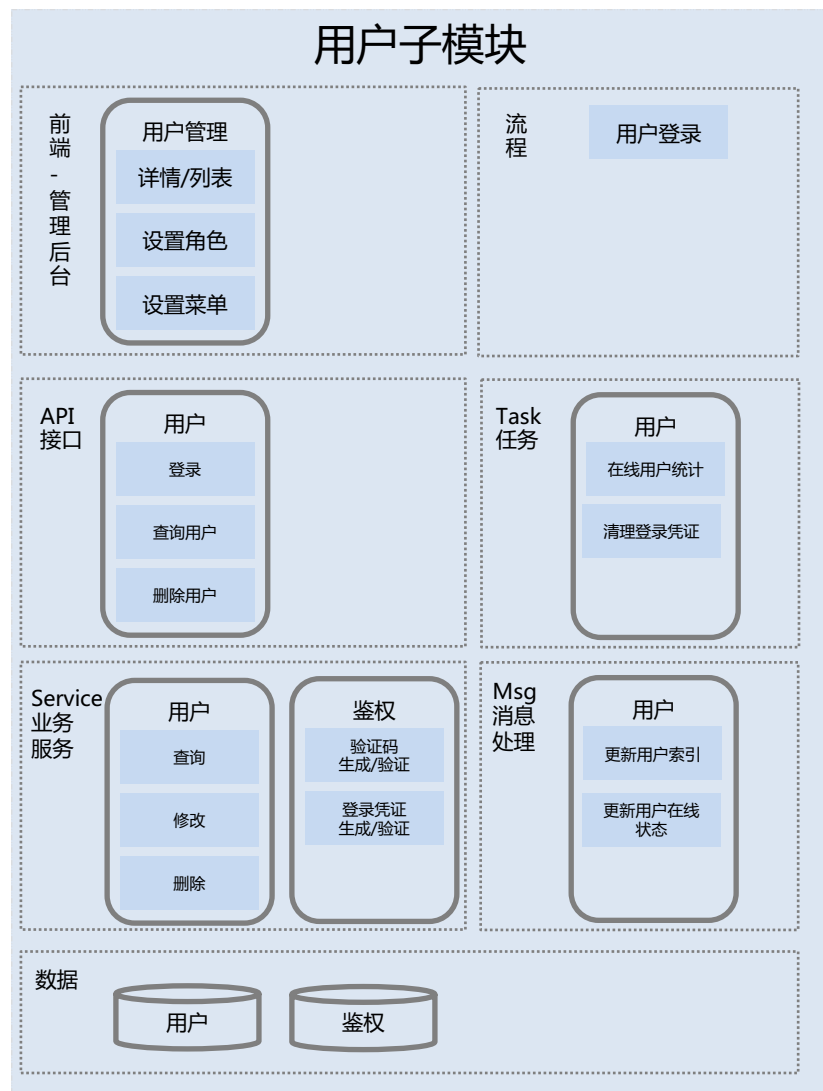 用户子模块
前端-管理后台
用户管理
详情/列表
设置角色
设置菜单
流程
用户登录
API
接口
用户
登录
查询用户
删除用户
Task
任务
用户
在线用户统计
清理登录凭证
Service
业务
服务
用户
查询
修改
删除
鉴权
验证码
生成/验证
登录凭证
生成/验证
Msg
消息
处理
用户
更新用户索引
更新用户在线
状态
数据
用户
鉴权